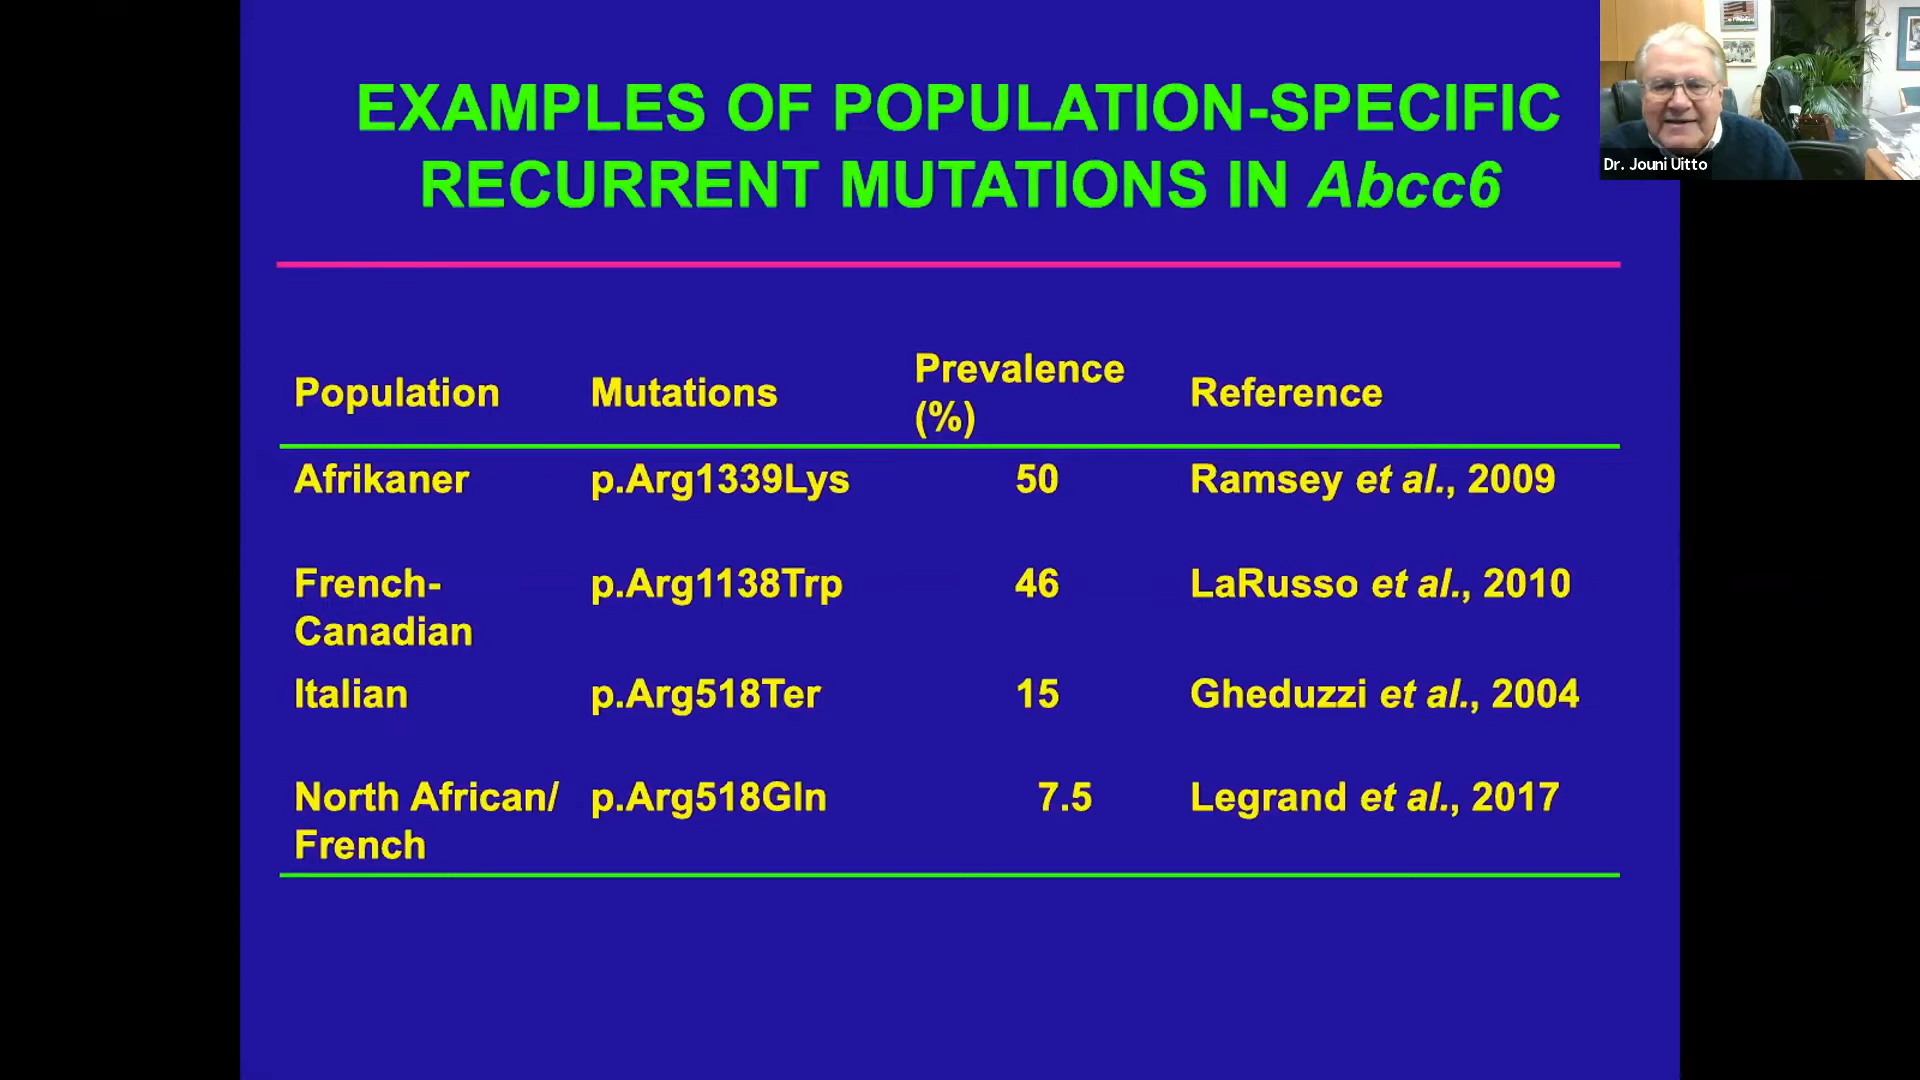 EXAMPLES OF POPULATION-SPECIFIC
RECURRENT MUTATIONS IN Abcc6
Dr. Jouni Uitto
Population Mutations Prevalence (%) Reference
Afrikaner p.Arg1339Lys 50 Ramsey et al., 2009
French-Canadian p.Arg1138Trp 46 LaRusso et al., 2010
Italian p.Arg518Ter 15 Gheduzzi et al., 2004
North African/French p.Arg518Gln 7.5 Legrand et al., 2017